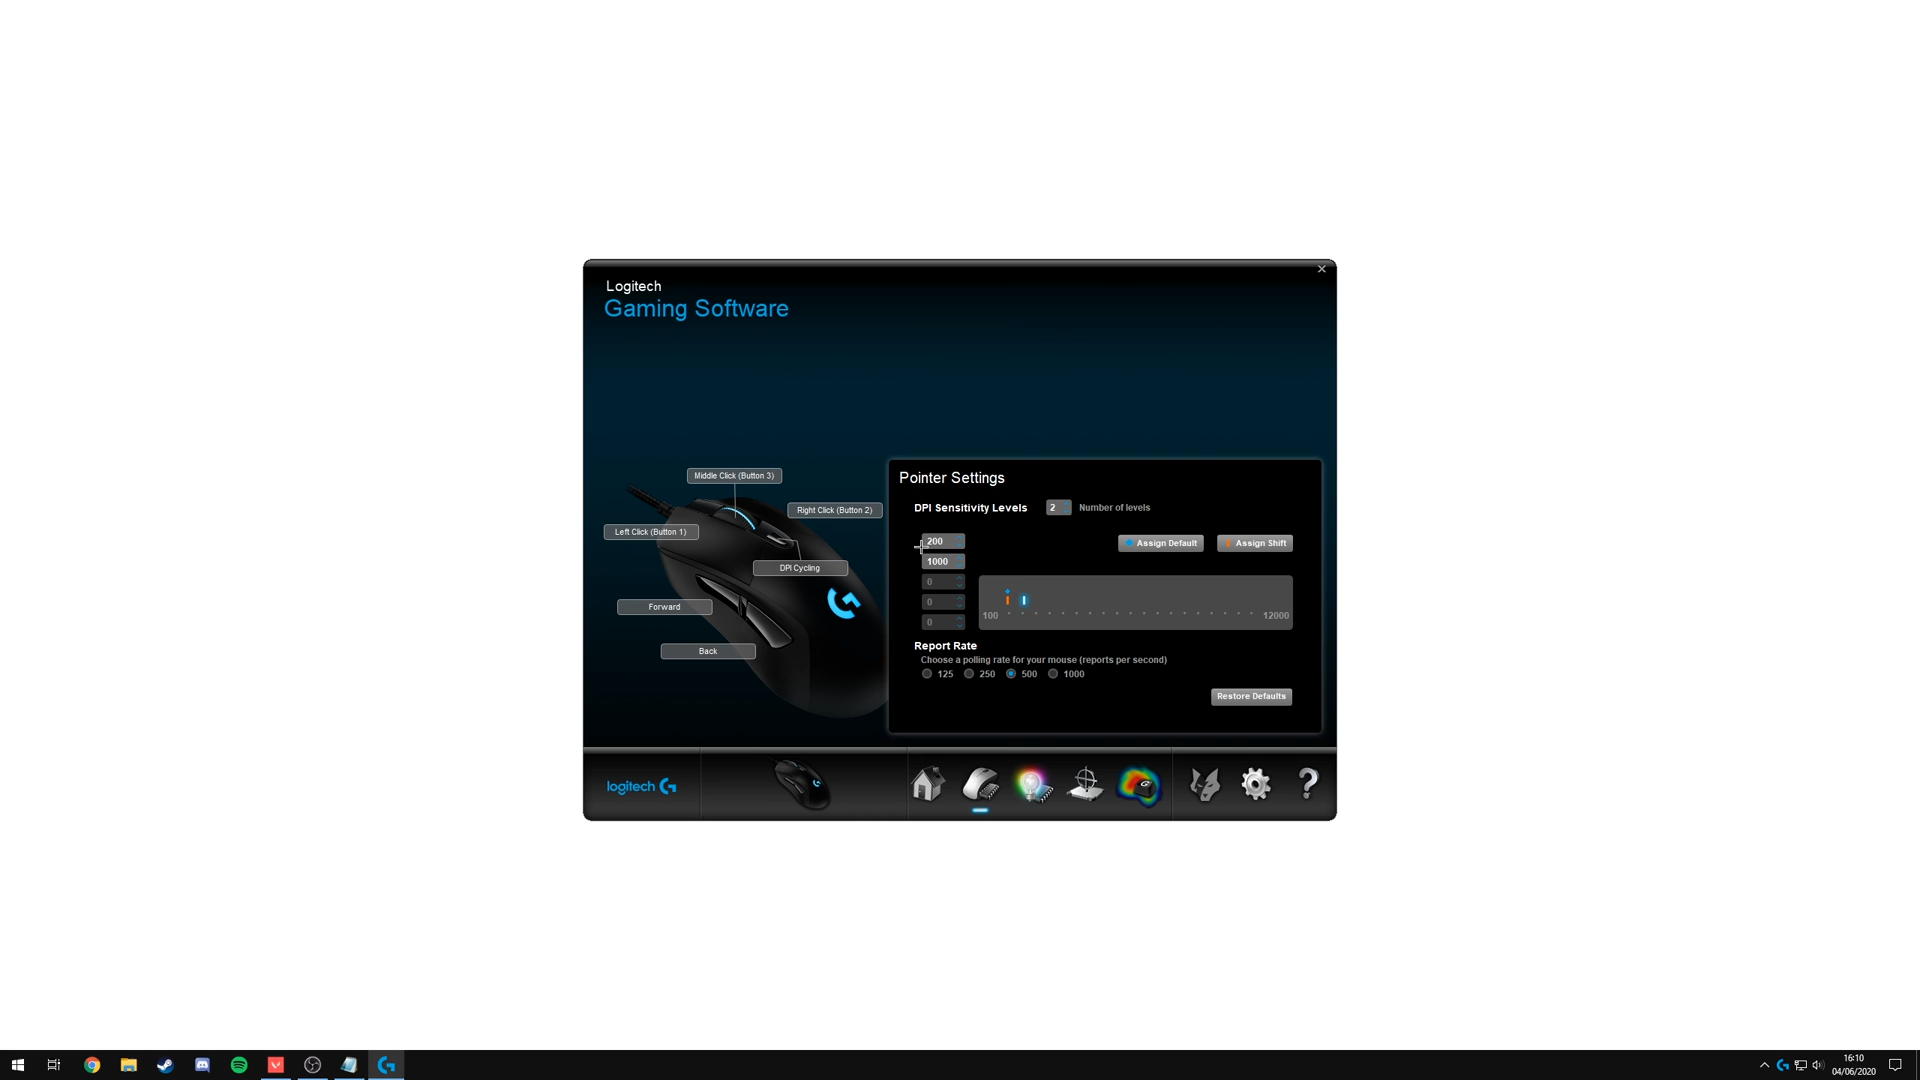 Logitech
Gaming Software
Middle Click (Button 3)
Right Click (Button 2)
Left Click (Button 1)
DPI Cycling
Forward
Back
Pointer Settings
DPI Sensitivity Levels 2 Number of levels
200
1000
0
0
0
Assign Default Assign Shift
100 12000
Report Rate
Choose a polling rate for your mouse (reports per second)
125 250 500 1000
Restore Defaults
logitech G
?
16:10
04/06/2020